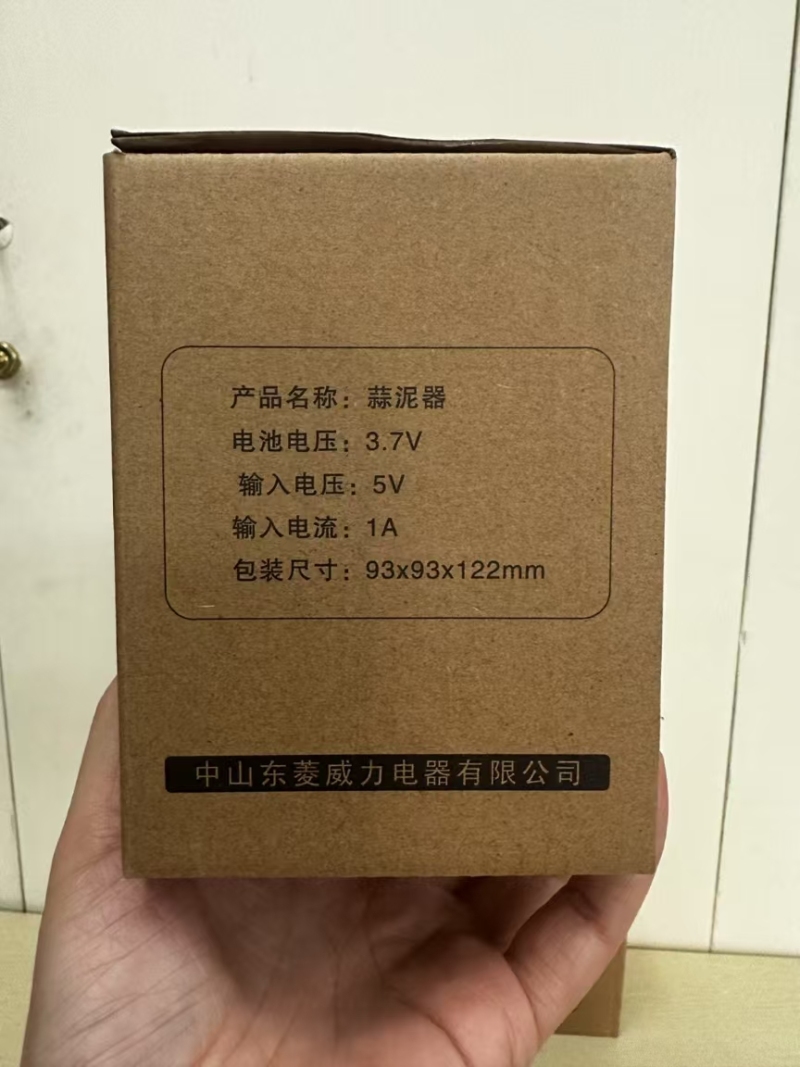 产品名称：蒜泥器
电池电压：3.7V
输入电压：5V
输入电流：1A
包装尺寸：93x93x122mm
中山东菱威力电器有限公司